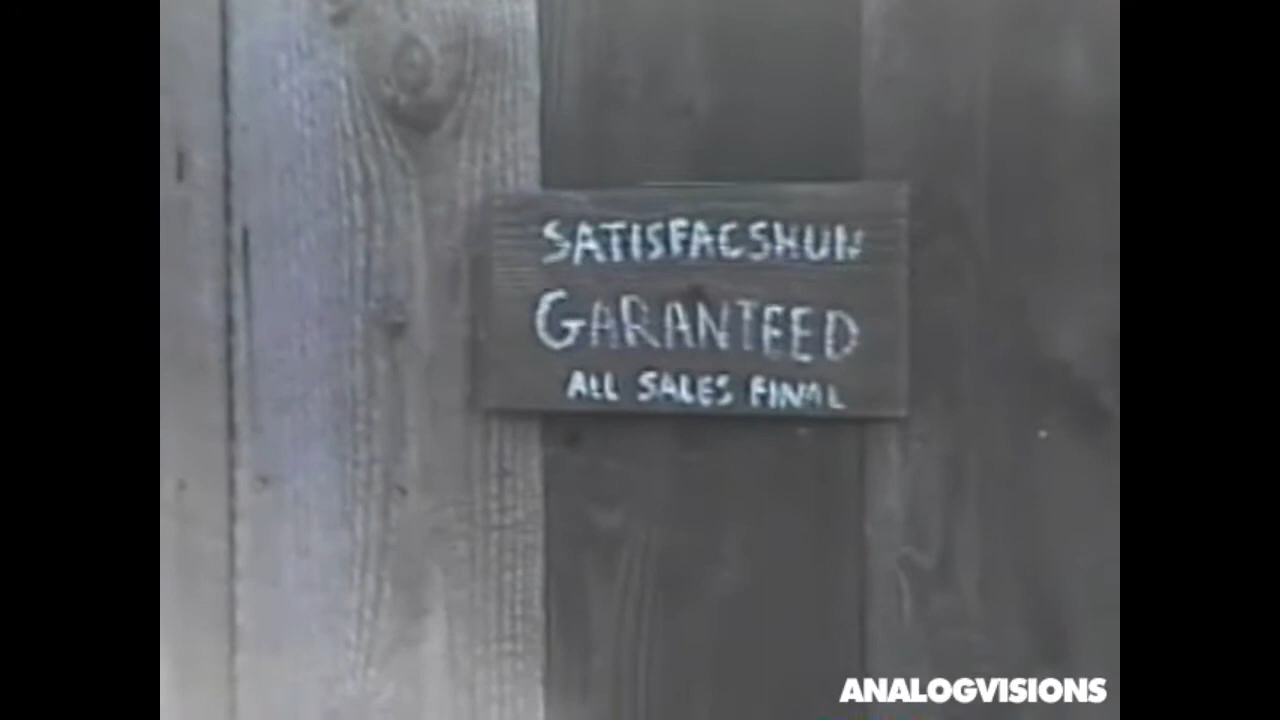 SATISFACSHUN
GARANTEED
ALL SALES FINAL
ANALOGVISIONS